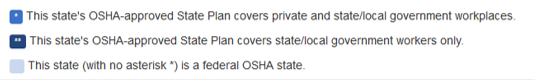 * This state's OSHA-approved State Plan covers private and state/local government workplaces.
** This state's OSHA-approved State Plan covers state/local government workers only.
This state (with no asterisk *) is a federal OSHA state.